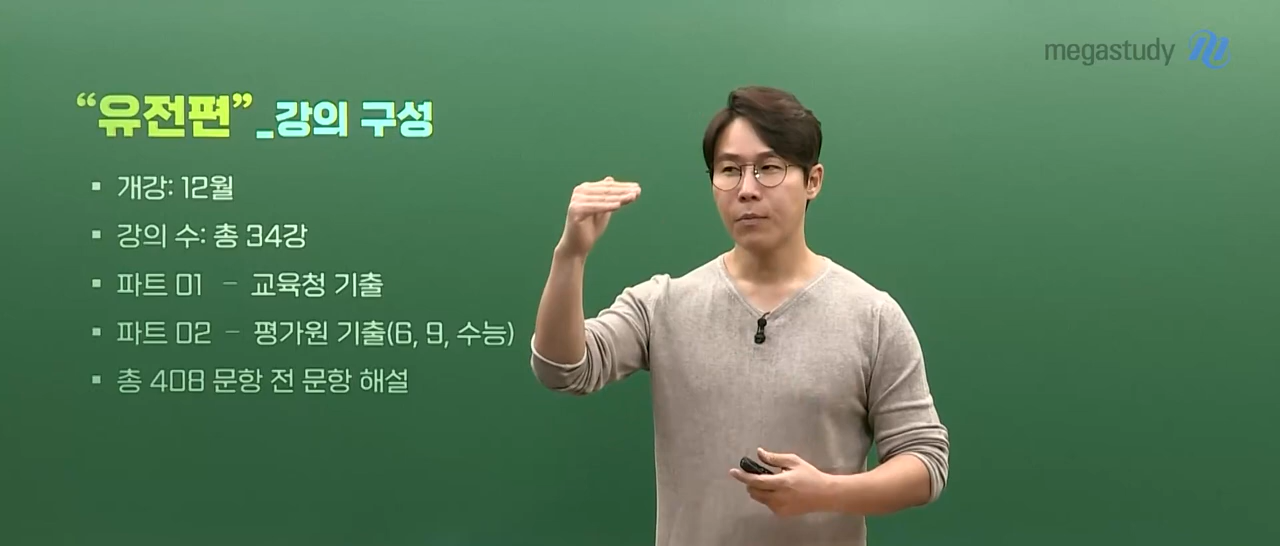 megastudy
“유전편”_강의 구성
▪ 개강: 12월
▪ 강의 수: 총 34강
▪ 파트 01 – 교육청 기출
▪ 파트 02 – 평가원 기출(6, 9, 수능)
▪ 총 408 문항 전 문항 해설